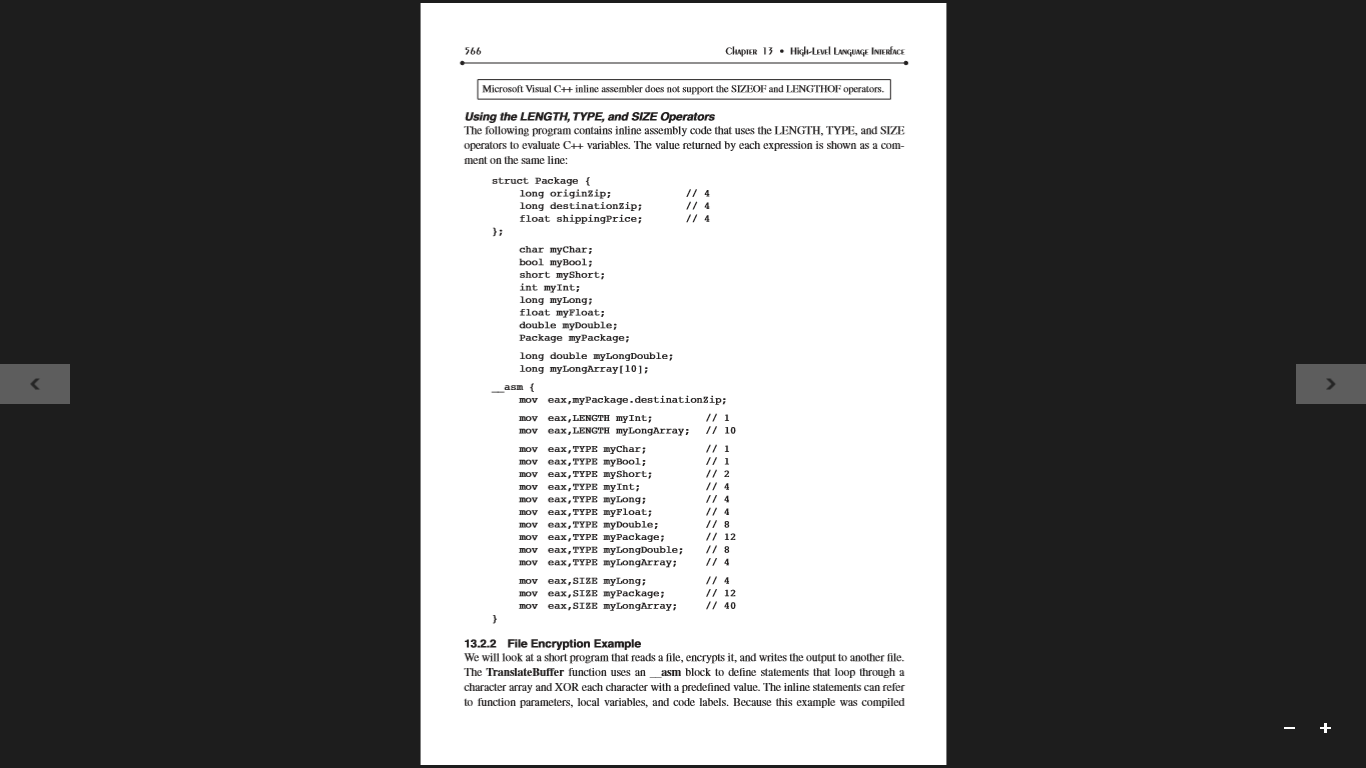 566
Chapter 13 • High-Level Language Interface
Microsoft Visual C++ inline assembler does not support the SIZEOF and LENGTHOF operators.
Using the LENGTH, TYPE, and SIZE Operators
The following program contains inline assembly code that uses the LENGTH, TYPE, and SIZE
operators to evaluate C++ variables. The value returned by each expression is shown as a com-
ment on the same line:
struct Package {
long originZip; // 4
long destinationZip; // 4
float shippingPrice; // 4
};
char myChar;
bool myBool;
short myShort;
int myInt;
long myLong;
float myFloat;
double myDouble;
Package myPackage;
long double myLongDouble;
long myLongArray[10];
__asm {
mov eax,myPackage.destinationZip;
mov eax,LENGTH myInt; // 1
mov eax,LENGTH myLongArray; // 10
mov eax,TYPE myChar; // 1
mov eax,TYPE myBool; // 1
mov eax,TYPE myShort; // 2
mov eax,TYPE myInt; // 4
mov eax,TYPE myLong; // 4
mov eax,TYPE myFloat; // 4
mov eax,TYPE myDouble; // 8
mov eax,TYPE myPackage; // 12
mov eax,TYPE myLongDouble; // 8
mov eax,TYPE myLongArray; // 4
mov eax,SIZE myLong; // 4
mov eax,SIZE myPackage; // 12
mov eax,SIZE myLongArray; // 40
}
13.2.2 File Encryption Example
We will look at a short program that reads a file, encrypts it, and writes the output to another file.
The TranslateBuffer function uses an __asm block to define statements that loop through a
character array and XOR each character with a predefined value. The inline statements can refer
to function parameters, local variables, and code labels. Because this example was compiled